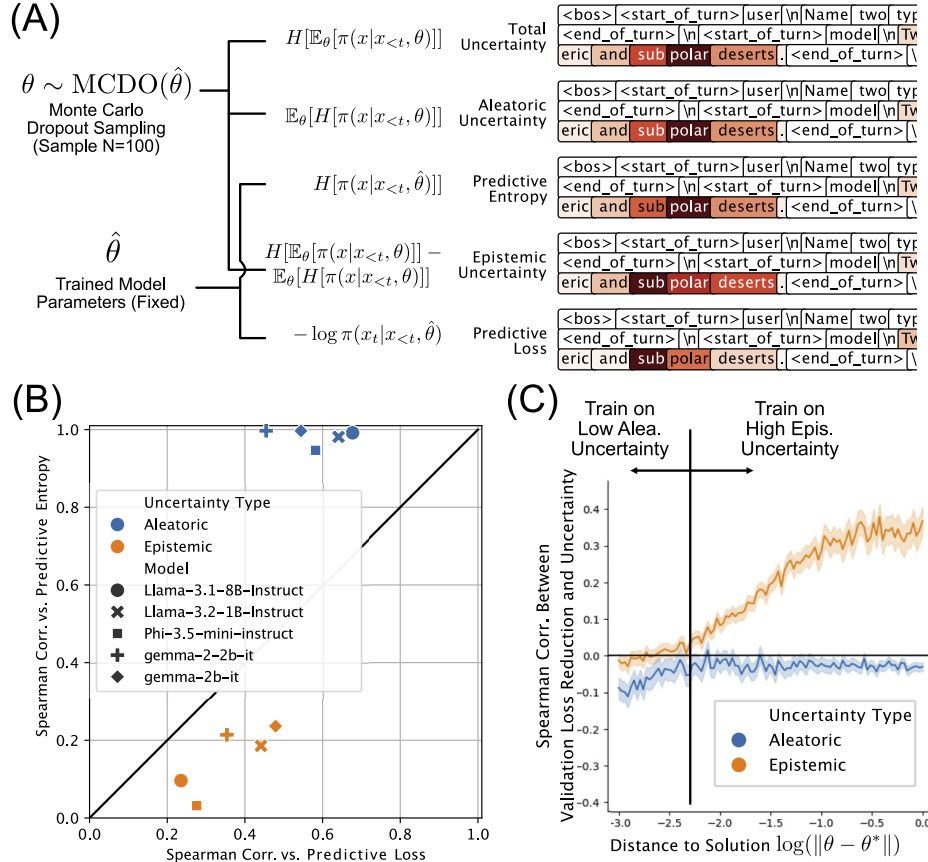 (A)
θ ∼ MCDO(θ̂)
Monte Carlo
Dropout Sampling
(Sample N=100)
θ̂
Trained Model
Parameters (Fixed)
H[𝔼_θ[π(x|x_{<t}, θ)]]
Total
Uncertainty
<bos> <start_of_turn> user \n Name two typ
<end_of_turn> \n <start_of_turn> model \n Tw
eric and sub polar deserts . <end_of_turn> \
𝔼_θ[H[π(x|x_{<t}, θ)]]
Aleatoric
Uncertainty
<bos> <start_of_turn> user \n Name two typ
<end_of_turn> \n <start_of_turn> model \n Tw
eric and sub polar deserts . <end_of_turn> \
H[π(x|x_{<t}, θ̂)]]
Predictive
Entropy
<bos> <start_of_turn> user \n Name two typ
<end_of_turn> \n <start_of_turn> model \n Tw
eric and sub polar deserts . <end_of_turn> \
H[𝔼_θ[π(x|x_{<t}, θ)]] −
𝔼_θ[H[π(x|x_{<t}, θ)]]
Epistemic
Uncertainty
<bos> <start_of_turn> user \n Name two typ
<end_of_turn> \n <start_of_turn> model \n Tw
eric and sub polar deserts . <end_of_turn> \
− log π(x_t|x_{<t}, θ̂)
Predictive
Loss
<bos> <start_of_turn> user \n Name two typ
<end_of_turn> \n <start_of_turn> model \n Tw
eric and sub polar deserts . <end_of_turn> \
(B)
Spearman Corr. vs. Predictive Entropy
1.0
0.8
0.6
0.4
0.2
0.0
Uncertainty Type
Aleatoric
Epistemic
Model
Llama-3.1-8B-Instruct
Llama-3.2-1B-Instruct
Phi-3.5-mini-instruct
gemma-2-2b-it
gemma-2b-it
0.0 0.2 0.4 0.6 0.8 1.0
Spearman Corr. vs. Predictive Loss
(C)
Train on
Low Alea.
Uncertainty
Train on
High Epis.
Uncertainty
Spearman Corr. Between
Validation Loss Reduction and Uncertainty
0.4
0.3
0.2
0.1
0.0
-0.1
-0.2
-0.3
-0.4
Uncertainty Type
Aleatoric
Epistemic
-3.0 -2.5 -2.0 -1.5 -1.0 -0.5 0.0
Distance to Solution log(‖θ − θ*‖)